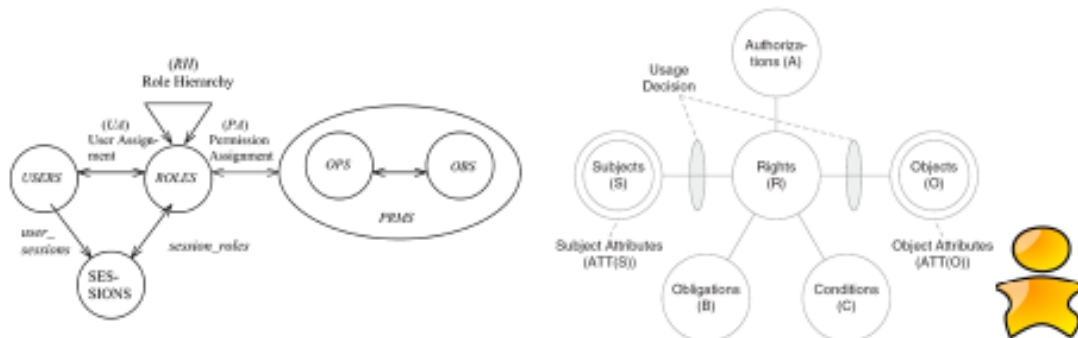 (RH)
Role Hierarchy
(UA)
User Assign-
ment
(PA)
Permission
Assignment
USERS
ROLES
OPS
OBS
PRMS
user_
sessions
session_roles
SES-
SIONS
Authoriza-
tions (A)
Usage
Decision
Subjects
(S)
Rights
(R)
Objects
(O)
Subject Attributes
(ATT(S))
Object Attributes
(ATT(O))
Obligations
(B)
Conditions
(C)